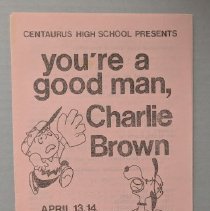 CENTAURUS HIGH SCHOOL PRESENTS
you're a
good man,
Charlie
Brown
APRIL 13, 14,